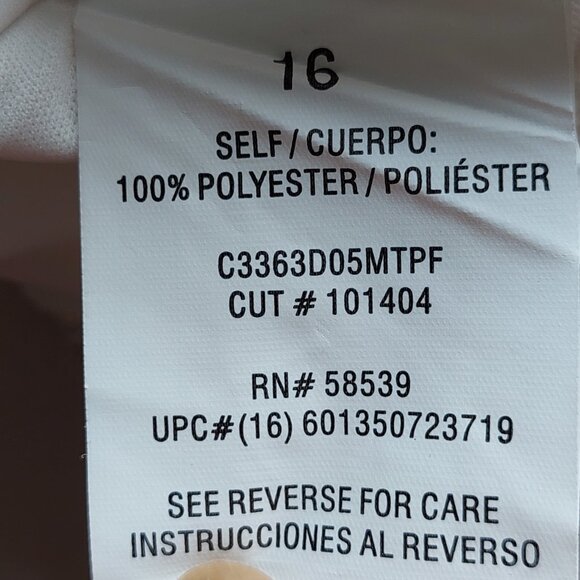 16
SELF / CUERPO:
100% POLYESTER / POLIÉSTER
C3363D05MTPF
CUT # 101404
RN# 58539
UPC#(16) 601350723719
SEE REVERSE FOR CARE
INSTRUCCIONES AL REVERSO